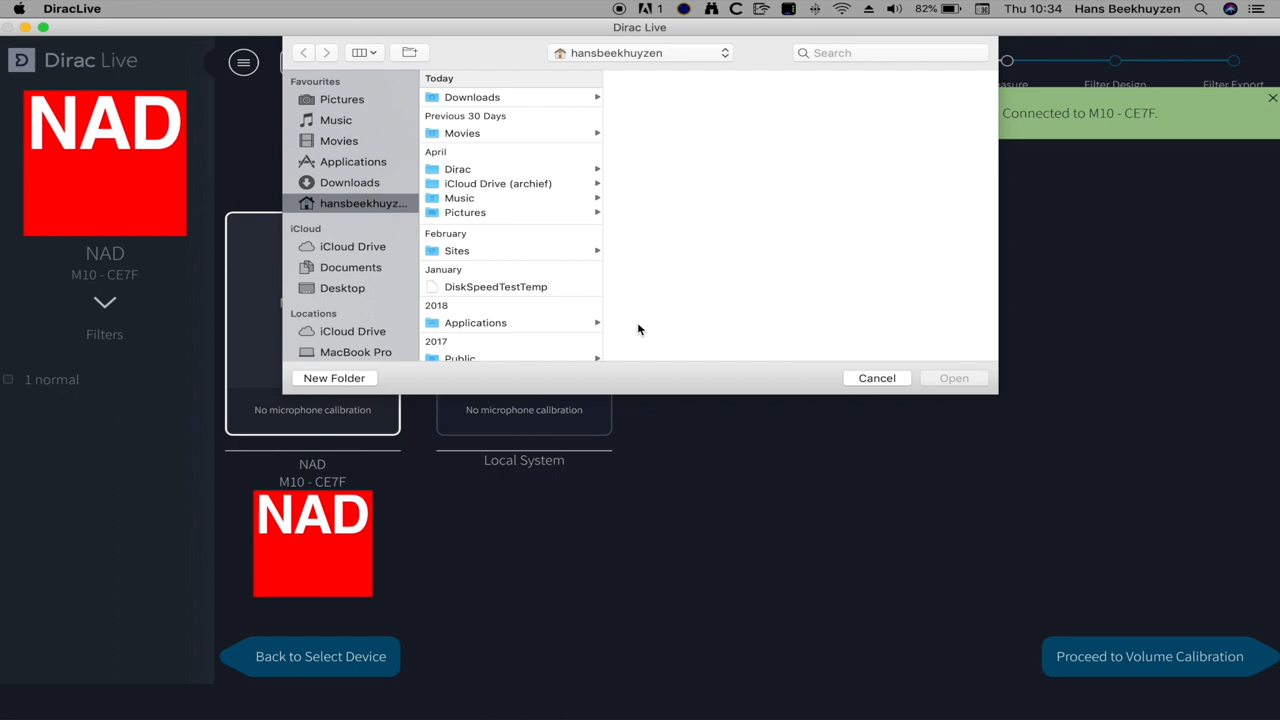 DiracLive
1
82%
Thu 10:34
Hans Beekhuyzen
Dirac Live
Dirac Live
hansbeekhuyzen
Search
asure
Filter Design
Filter Export
Connected to M10 - CE7F.
NAD
NAD
M10 - CE7F
Filters
1 normal
Favourites
Pictures
Music
Movies
Applications
Downloads
hansbeekhuyz...
iCloud
iCloud Drive
Documents
Desktop
Locations
iCloud Drive
MacBook Pro
Today
Downloads
Previous 30 Days
Movies
April
Dirac
iCloud Drive (archief)
Music
Pictures
February
Sites
January
DiskSpeedTestTemp
2018
Applications
2017
Public
New Folder
Cancel
Open
No microphone calibration
No microphone calibration
NAD
M10 - CE7F
Local System
NAD
Back to Select Device
Proceed to Volume Calibration